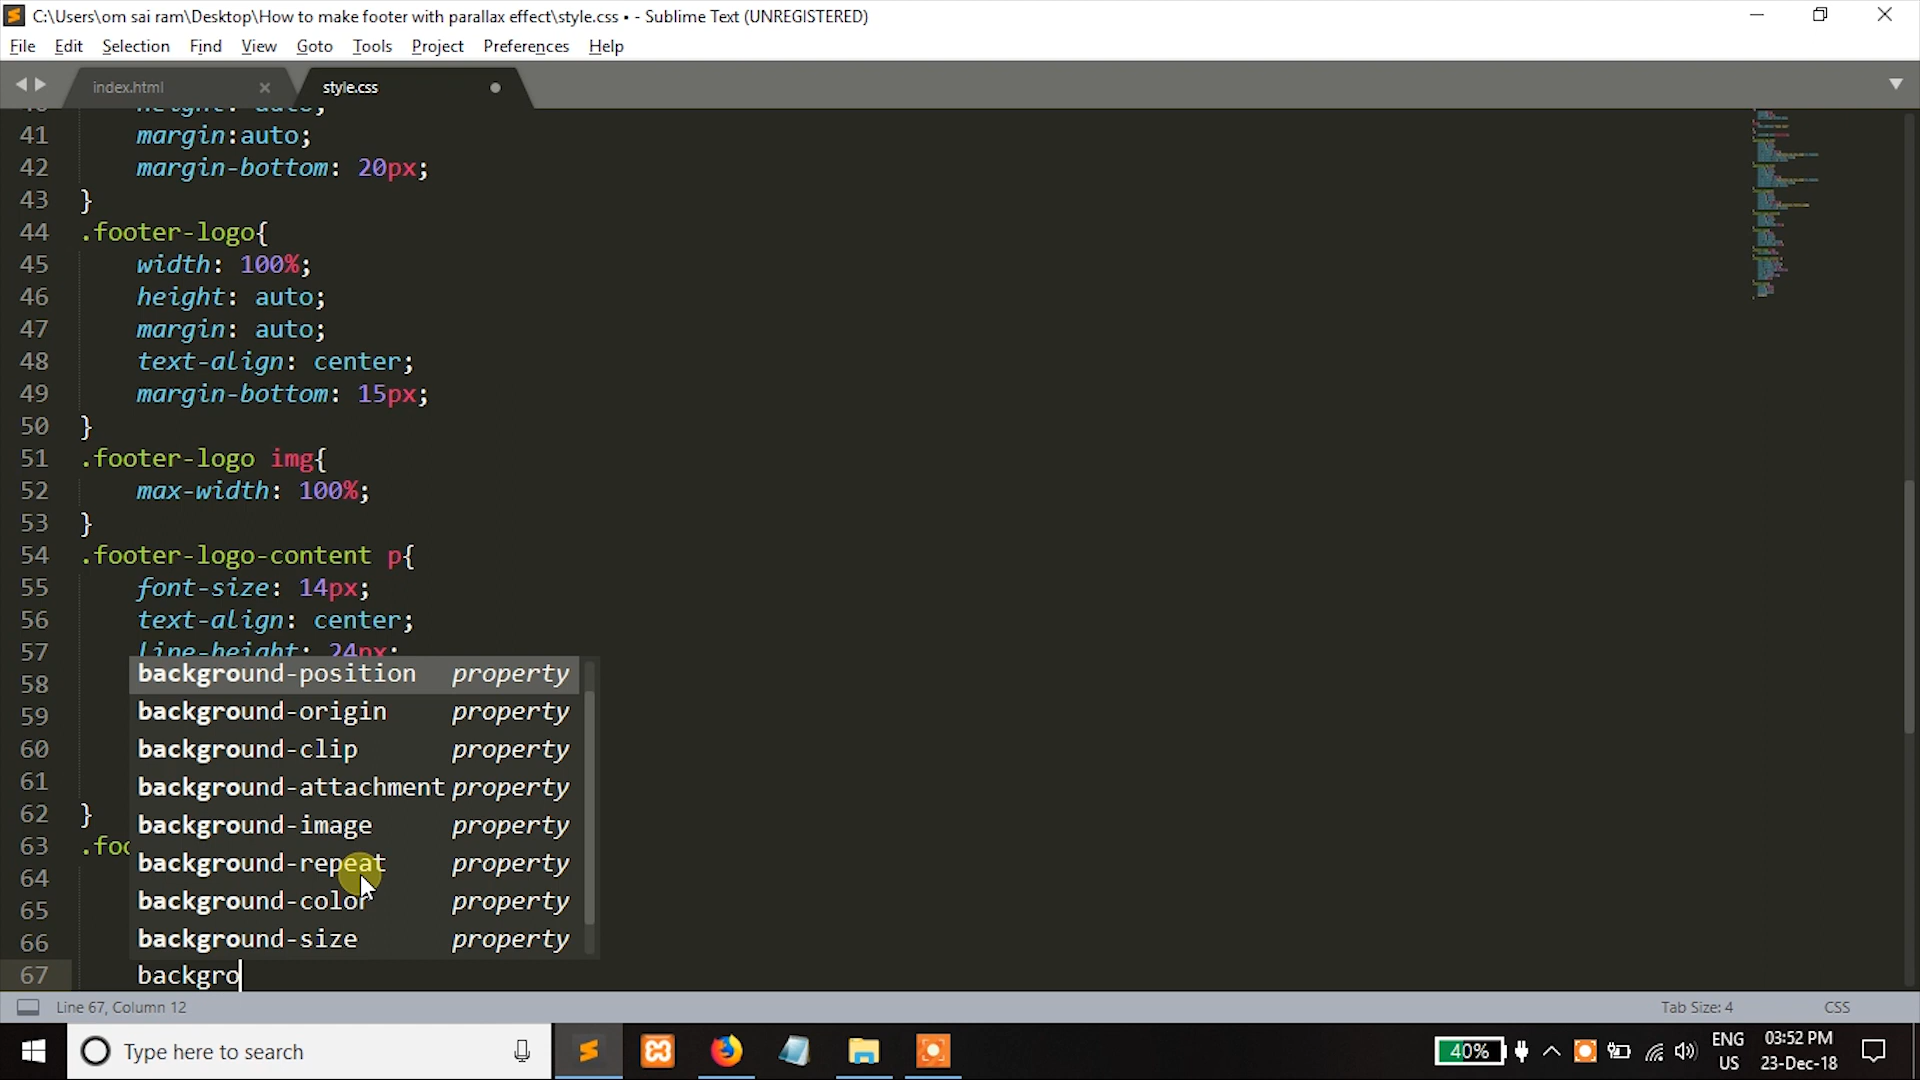 C:\Users\om sai ram\Desktop\How to make footer with parallax effect\style.css • - Sublime Text (UNREGISTERED)
File Edit Selection Find View Goto Tools Project Preferences Help
index.html × style.css
41 margin:auto;
42 margin-bottom: 20px;
43 }
44 .footer-logo{
45 width: 100%;
46 height: auto;
47 margin: auto;
48 text-align: center;
49 margin-bottom: 15px;
50 }
51 .footer-logo img{
52 max-width: 100%;
53 }
54 .footer-logo-content p{
55 font-size: 14px;
56 text-align: center;
57 line-height: 24px;
58 background-position property
59 background-origin property
60 background-clip property
61 background-attachment property
62 } background-image property
63 .foo background-repeat property
64
65 background-color property
66 background-size property
67 backgro
Line 67, Column 12 Tab Size: 4 CSS
Type here to search 40% ENG US 03:52 PM 23-Dec-18